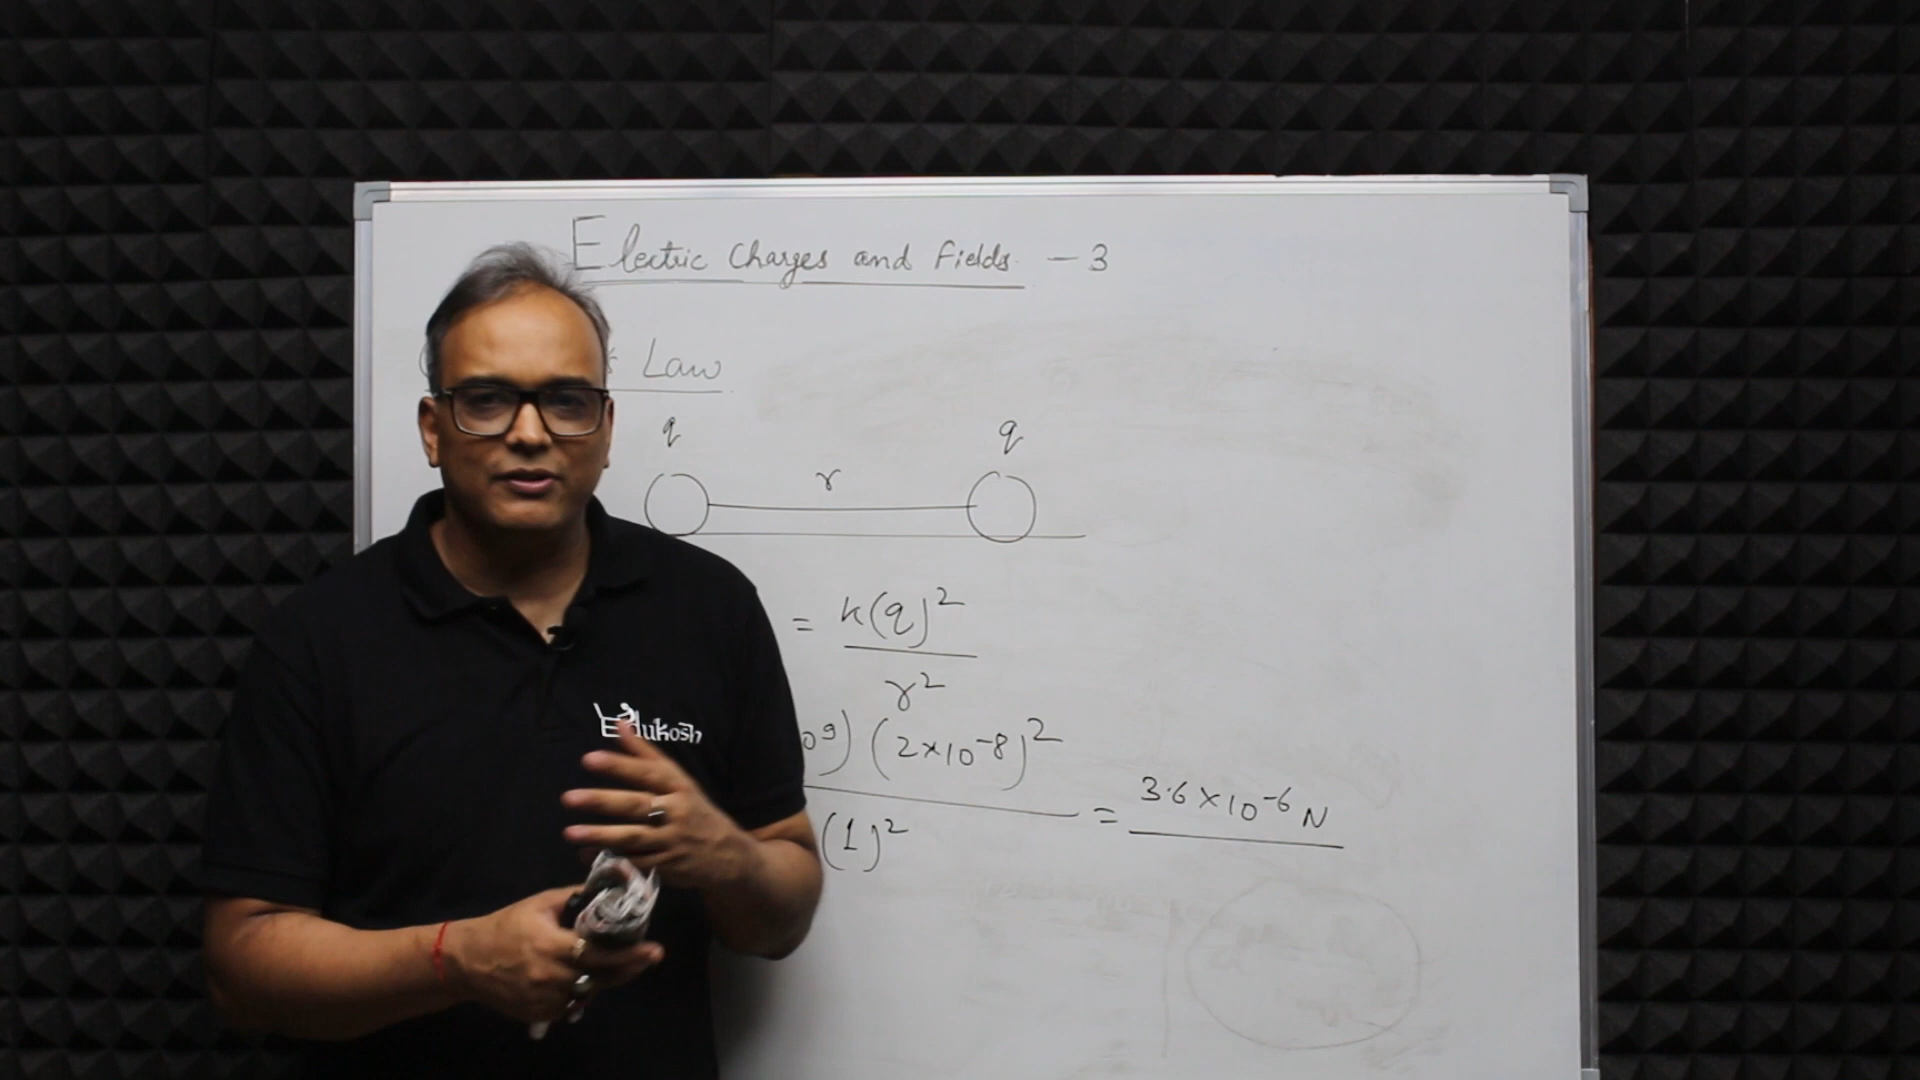 Electric Charges and Fields. - 3
Law
q q
r
= k(q)²
r²
0⁹) (2×10⁻⁸)²
(1)²
= 3.6×10⁻⁶ N
Edukosh